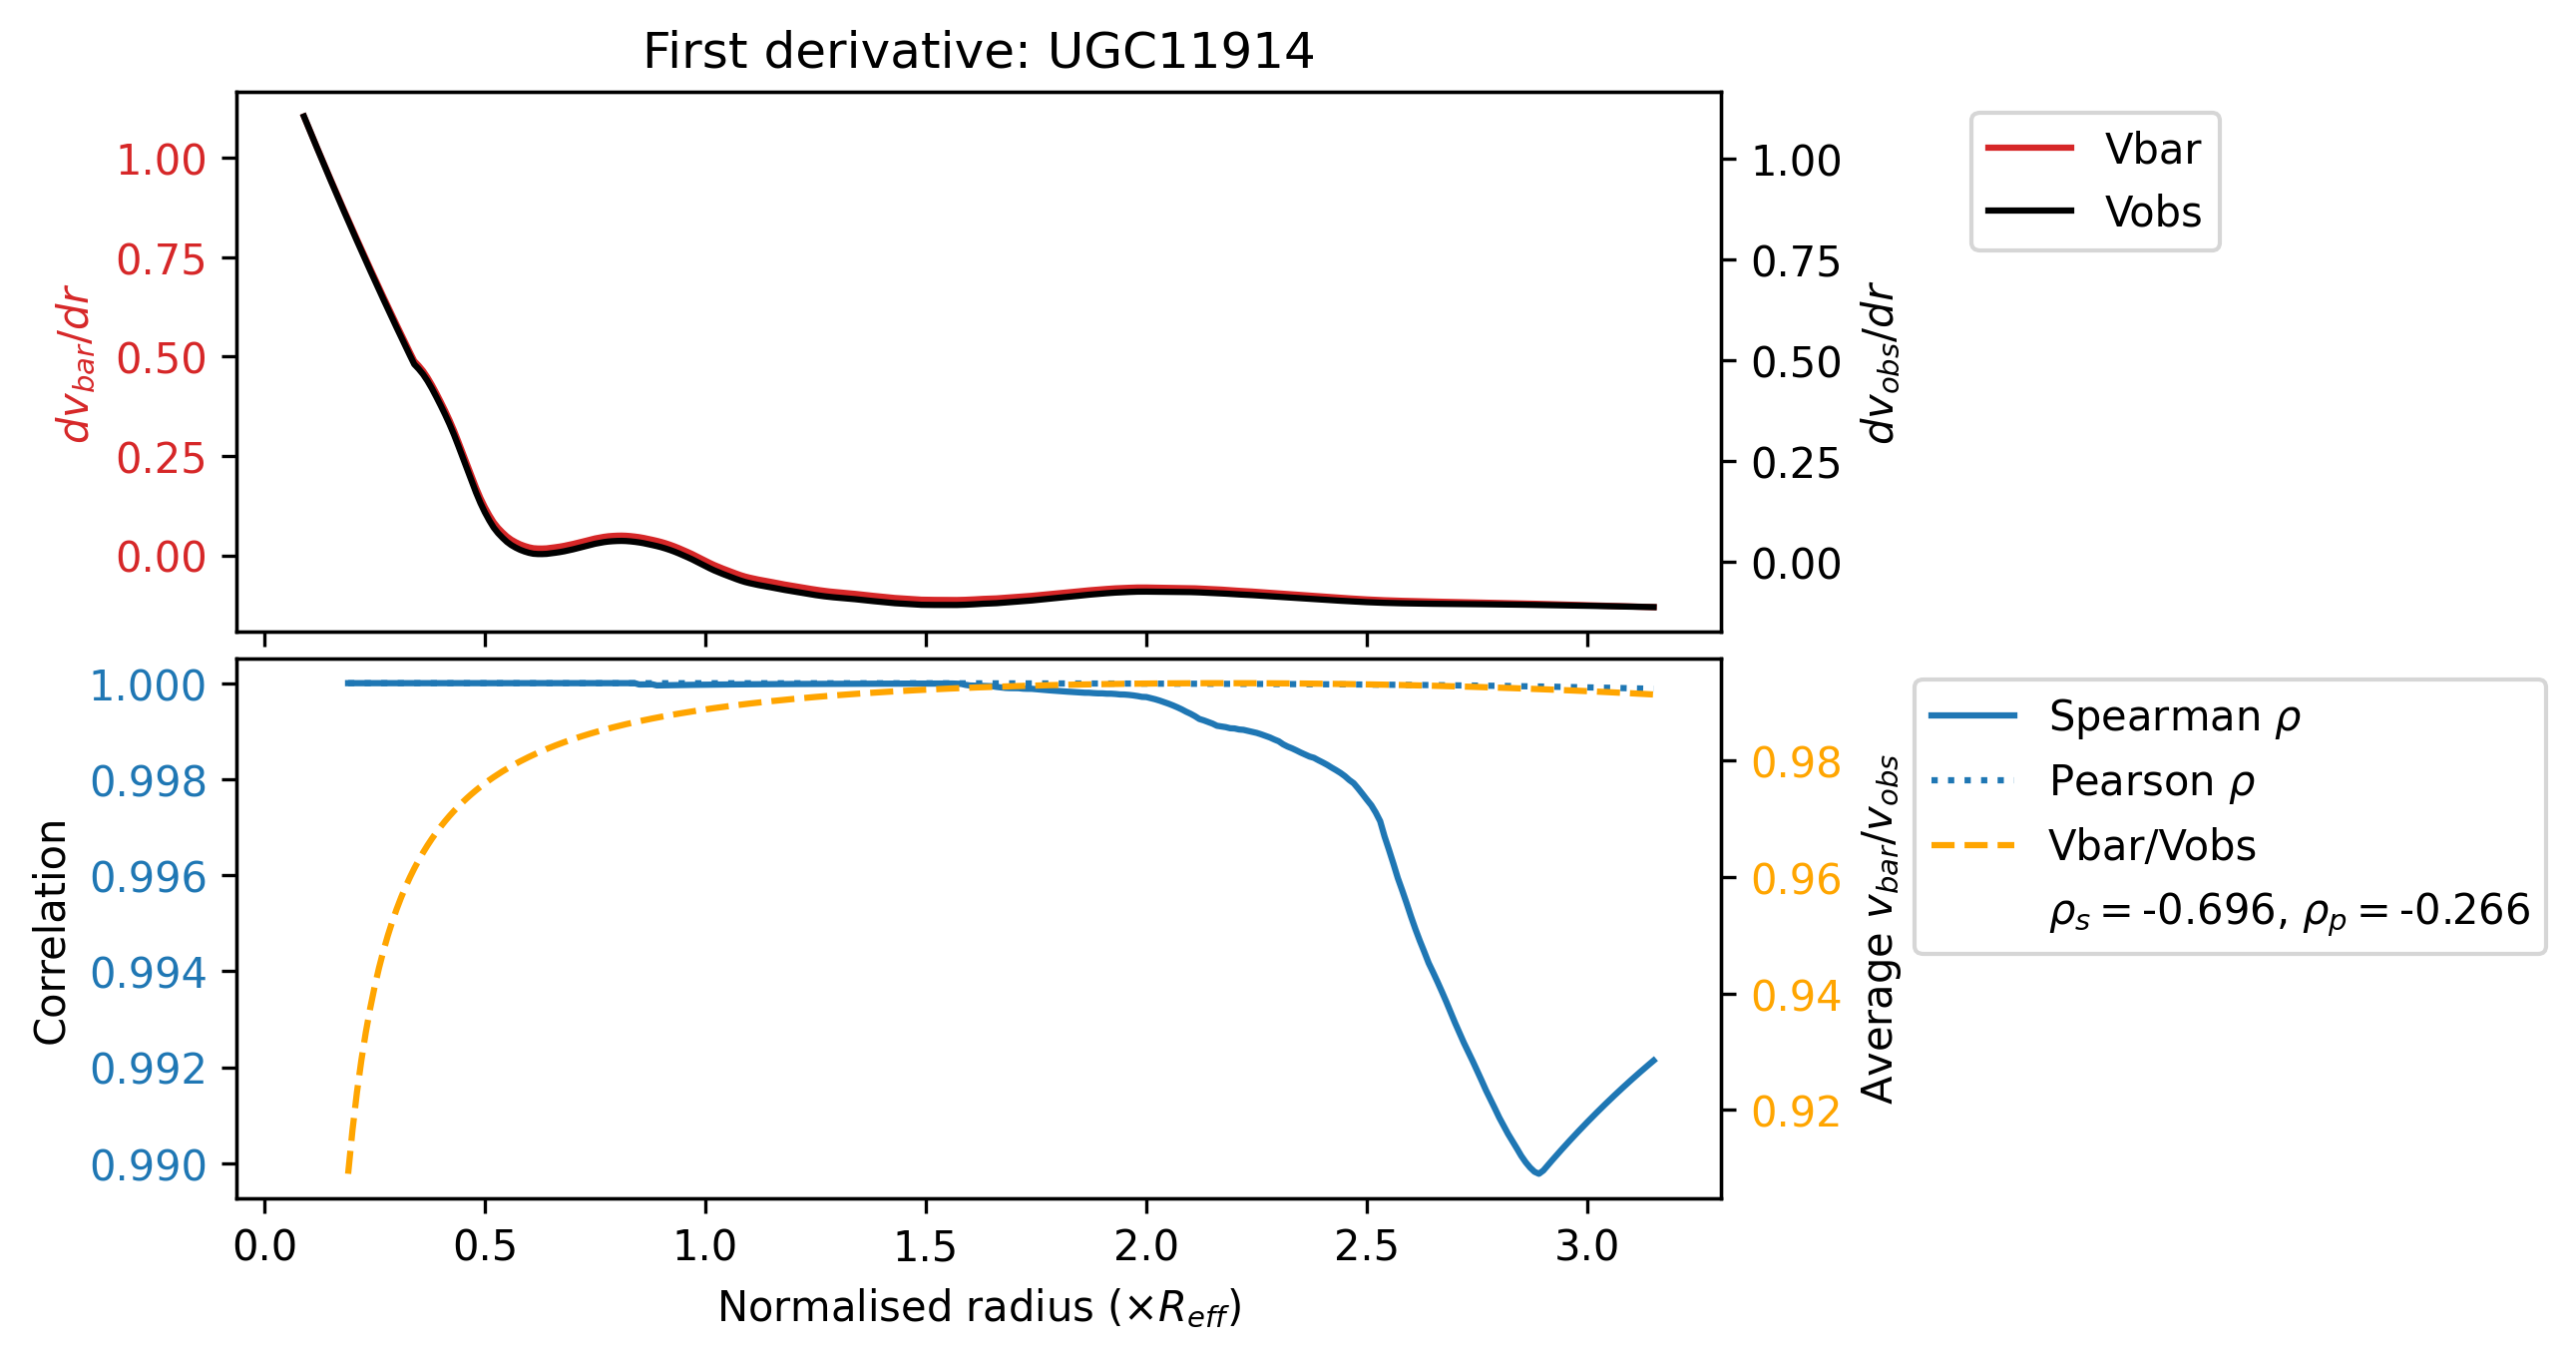 First derivative: UGC11914
1.00
0.75
0.50
0.25
0.00
dv_bar/dr
1.00
0.75
0.50
0.25
0.00
dv_obs/dr
Vbar
Vobs
1.000
0.998
0.996
0.994
0.992
0.990
Correlation
0.98
0.96
0.94
0.92
Average v_bar/v_obs
Spearman ρ
Pearson ρ
Vbar/Vobs
ρ_s = -0.696, ρ_p = -0.266
0.0 0.5 1.0 1.5 2.0 2.5 3.0
Normalised radius (×R_eff)